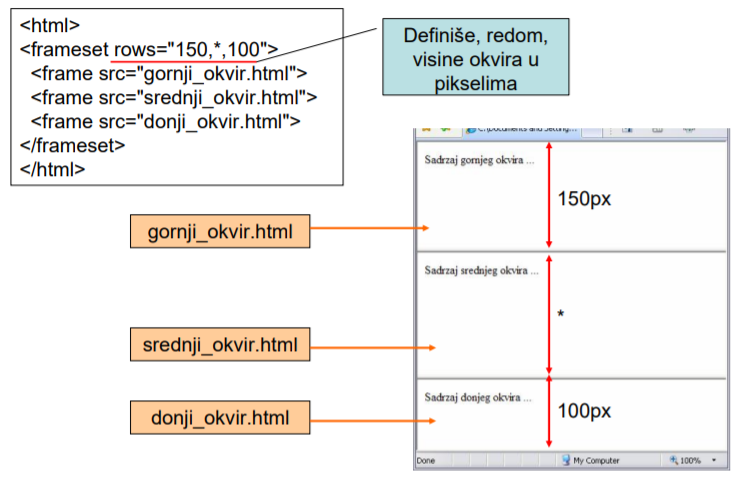 <html>
<frameset rows="150,*,100">
<frame src="gornji_okvir.html">
<frame src="srednji_okvir.html">
<frame src="donji_okvir.html">
</frameset>
</html>
Definiše, redom,
visine okvira u
pikselima
Sadrzaj gornjeg okvira ...
150px
gornji_okvir.html
Sadrzaj srednjeg okvira ...
*
srednji_okvir.html
Sadrzaj donjeg okvira ...
100px
donji_okvir.html
Done
My Computer
100%